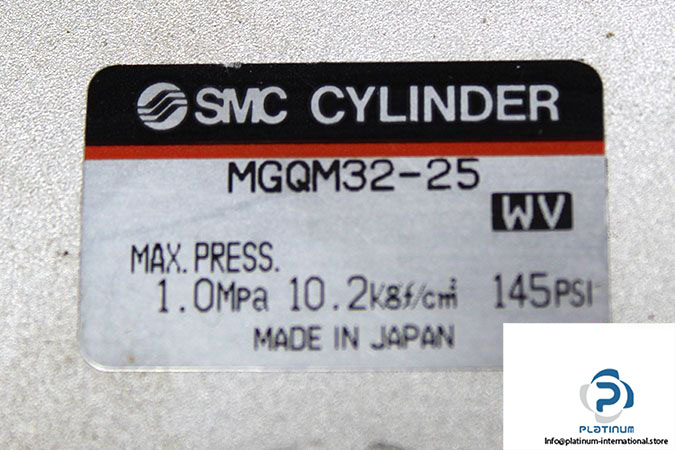 SMC CYLINDER
MGQM32-25
WV
MAX. PRESS.
1.0MPa 10.2kgf/cm² 145PSI
MADE IN JAPAN
PLATINUM
Info@platinum-international.store